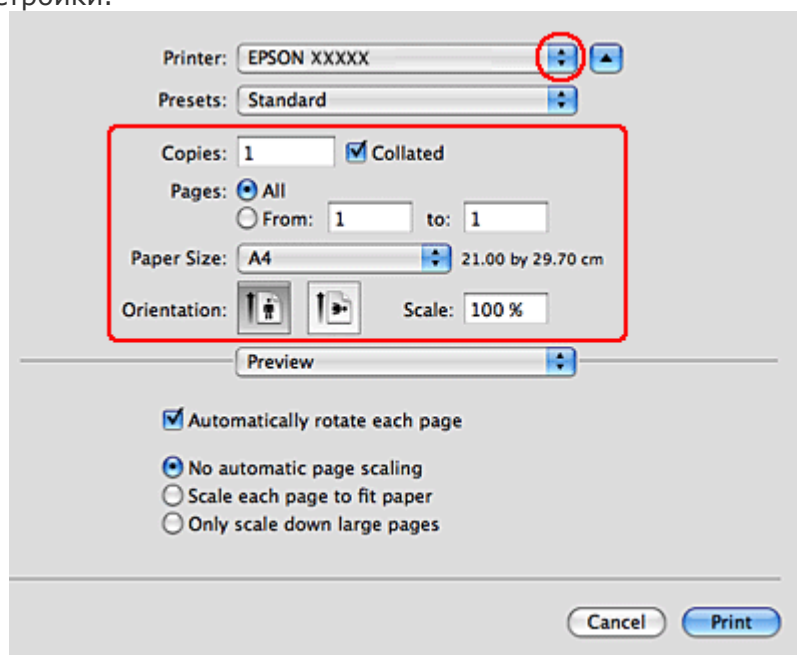 стройки.
Printer: EPSON XXXXX
Presets: Standard
Copies: 1 Collated
Pages: All
From: 1 to: 1
Paper Size: A4 21.00 by 29.70 cm
Orientation: Scale: 100 %
Preview
Automatically rotate each page
No automatic page scaling
Scale each page to fit paper
Only scale down large pages
Cancel Print